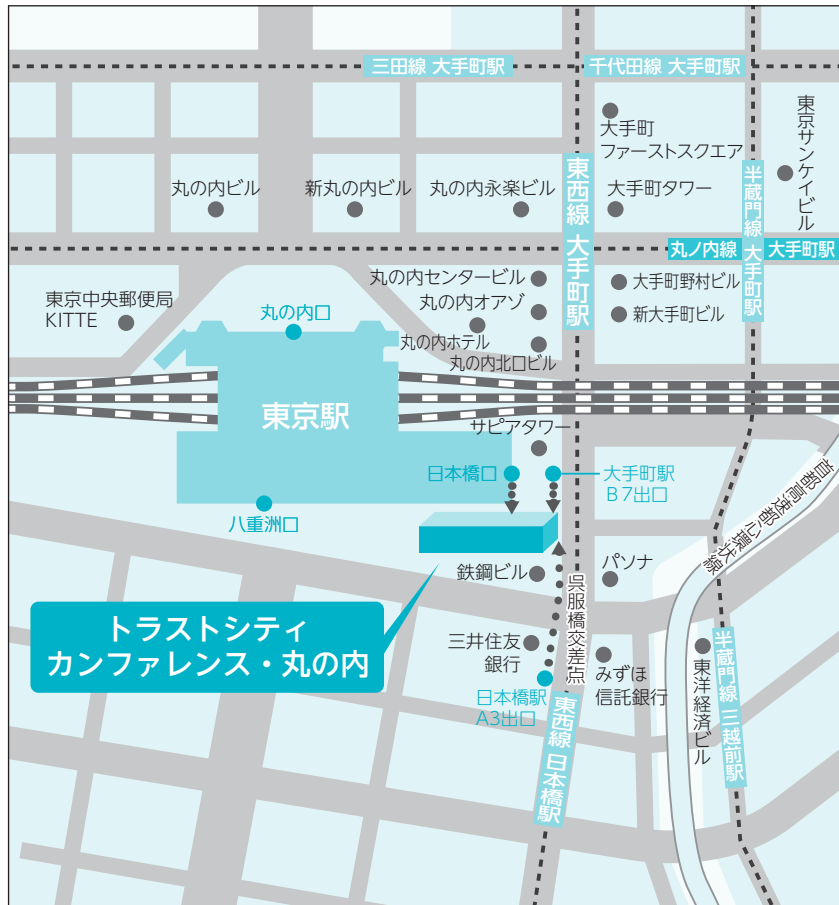 三田線 大手町駅
千代田線 大手町駅
大手町
ファーストスクエア
東京サンケイビル
丸の内ビル
新丸の内ビル
丸の内永楽ビル
東西線 大手町駅
大手町タワー
半蔵門線 大手町駅
丸ノ内線 大手町駅
東京中央郵便局
KITTE
丸の内口
丸の内センタービル
丸の内オアゾ
丸の内ホテル
丸の内北口ビル
大手町野村ビル
新大手町ビル
東京駅
サピアタワー
日本橋口
大手町駅
B7出口
首都高速都心環状線
八重洲口
鉄鋼ビル
パソナ
呉服橋交差点
トラストシティ
カンファレンス・丸の内
三井住友
銀行
みずほ
信託銀行
東洋経済ビル
半蔵門線 三越前駅
日本橋駅
A3出口
東西線 日本橋駅